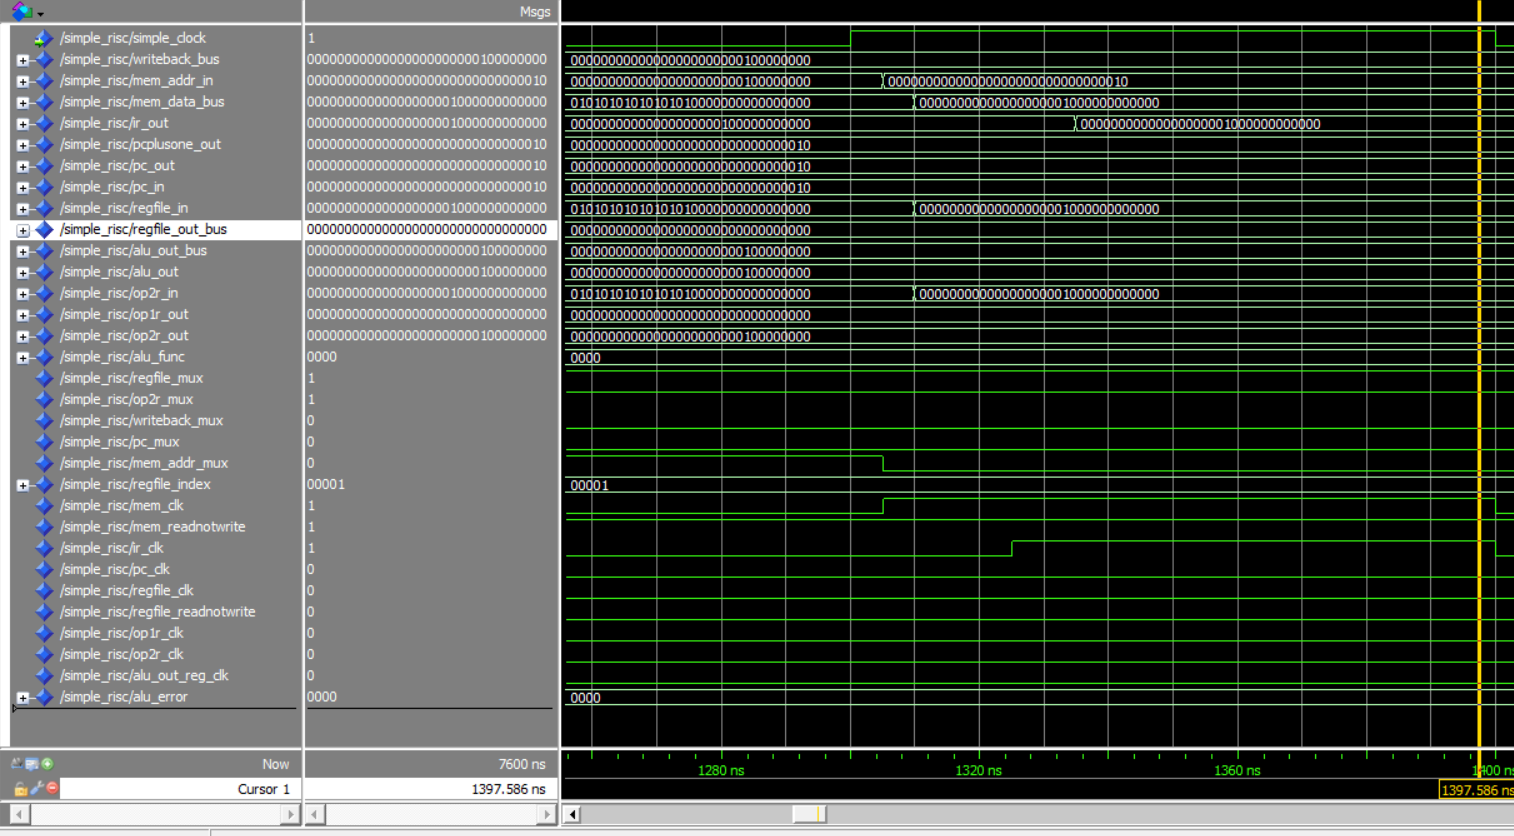 Msgs
/simple_risc/simple_clock 1
/simple_risc/writeback_bus 00000000000000000000000100000000 00000000000000000000000100000000
/simple_risc/mem_addr_in 00000000000000000000000000000010 00000000000000000000000100000000 00000000000000000000000000000010
/simple_risc/mem_data_bus 00000000000000000001000000000000 01010101010101010000000000000000 00000000000000000001000000000000
/simple_risc/ir_out 00000000000000000001000000000000 00000000000000000000100000000000 00000000000000000001000000000000
/simple_risc/pcplusone_out 00000000000000000000000000000010 00000000000000000000000000000010
/simple_risc/pc_out 00000000000000000000000000000010 00000000000000000000000000000010
/simple_risc/pc_in 00000000000000000000000000000010 00000000000000000000000000000010
/simple_risc/regfile_in 00000000000000000001000000000000 01010101010101010000000000000000 00000000000000000001000000000000
/simple_risc/regfile_out_bus 00000000000000000000000000000000 00000000000000000000000000000000
/simple_risc/alu_out_bus 00000000000000000000000100000000 00000000000000000000000100000000
/simple_risc/alu_out 00000000000000000000000100000000 00000000000000000000000100000000
/simple_risc/op2r_in 00000000000000000001000000000000 01010101010101010000000000000000 00000000000000000001000000000000
/simple_risc/op1r_out 00000000000000000000000000000000 00000000000000000000000000000000
/simple_risc/op2r_out 00000000000000000000000100000000 00000000000000000000000100000000
/simple_risc/alu_func 0000 0000
/simple_risc/regfile_mux 1
/simple_risc/op2r_mux 1
/simple_risc/writeback_mux 0
/simple_risc/pc_mux 0
/simple_risc/mem_addr_mux 0
/simple_risc/regfile_index 00001 00001
/simple_risc/mem_clk 1
/simple_risc/mem_readnotwrite 1
/simple_risc/ir_clk 1
/simple_risc/pc_clk 0
/simple_risc/regfile_clk 0
/simple_risc/regfile_readnotwrite 0
/simple_risc/op1r_clk 0
/simple_risc/op2r_clk 0
/simple_risc/alu_out_reg_clk 0
/simple_risc/alu_error 0000 0000
Now 7600 ns 1280 ns 1320 ns 1360 ns 1400 ns
Cursor 1 1397.586 ns 1397.586 ns